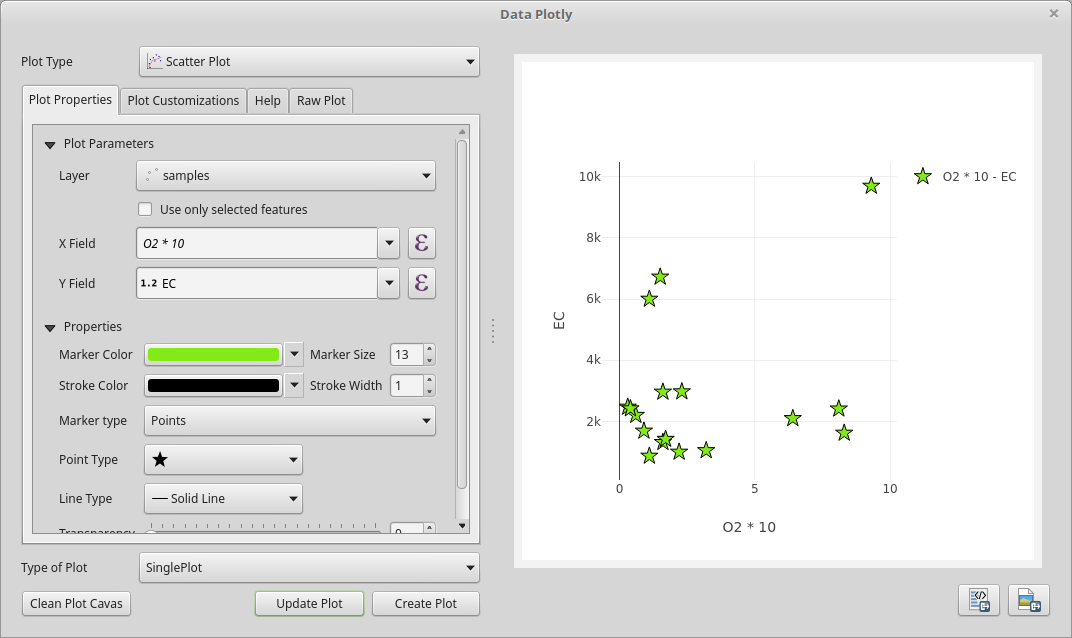 Data Plotly
Plot Type
Scatter Plot
Plot Properties
Plot Customizations
Help
Raw Plot
Plot Parameters
Layer
samples
Use only selected features
X Field
O2 * 10
ε
Y Field
1.2 EC
ε
Properties
Marker Color
Marker Size
13
Stroke Color
Stroke Width
1
Marker type
Points
Point Type
Line Type
Solid Line
Transparency
0
Type of Plot
SinglePlot
Clean Plot Cavas
Update Plot
Create Plot
10k
8k
6k
4k
2k
EC
0
5
10
O2 * 10
O2 * 10 - EC